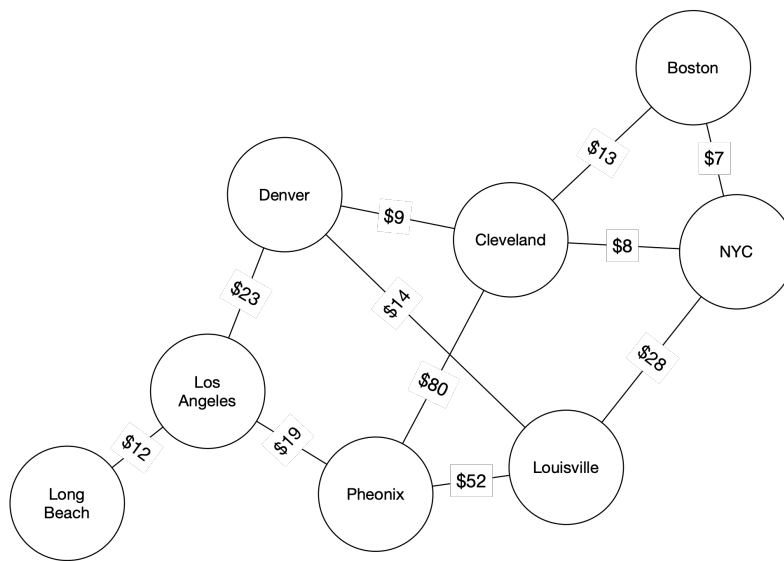 Boston
$13
$7
Denver
$9
Cleveland
$8
NYC
$23
$14
$28
$80
Los
Angeles
$12
$19
Long
Beach
Pheonix
$52
Louisville